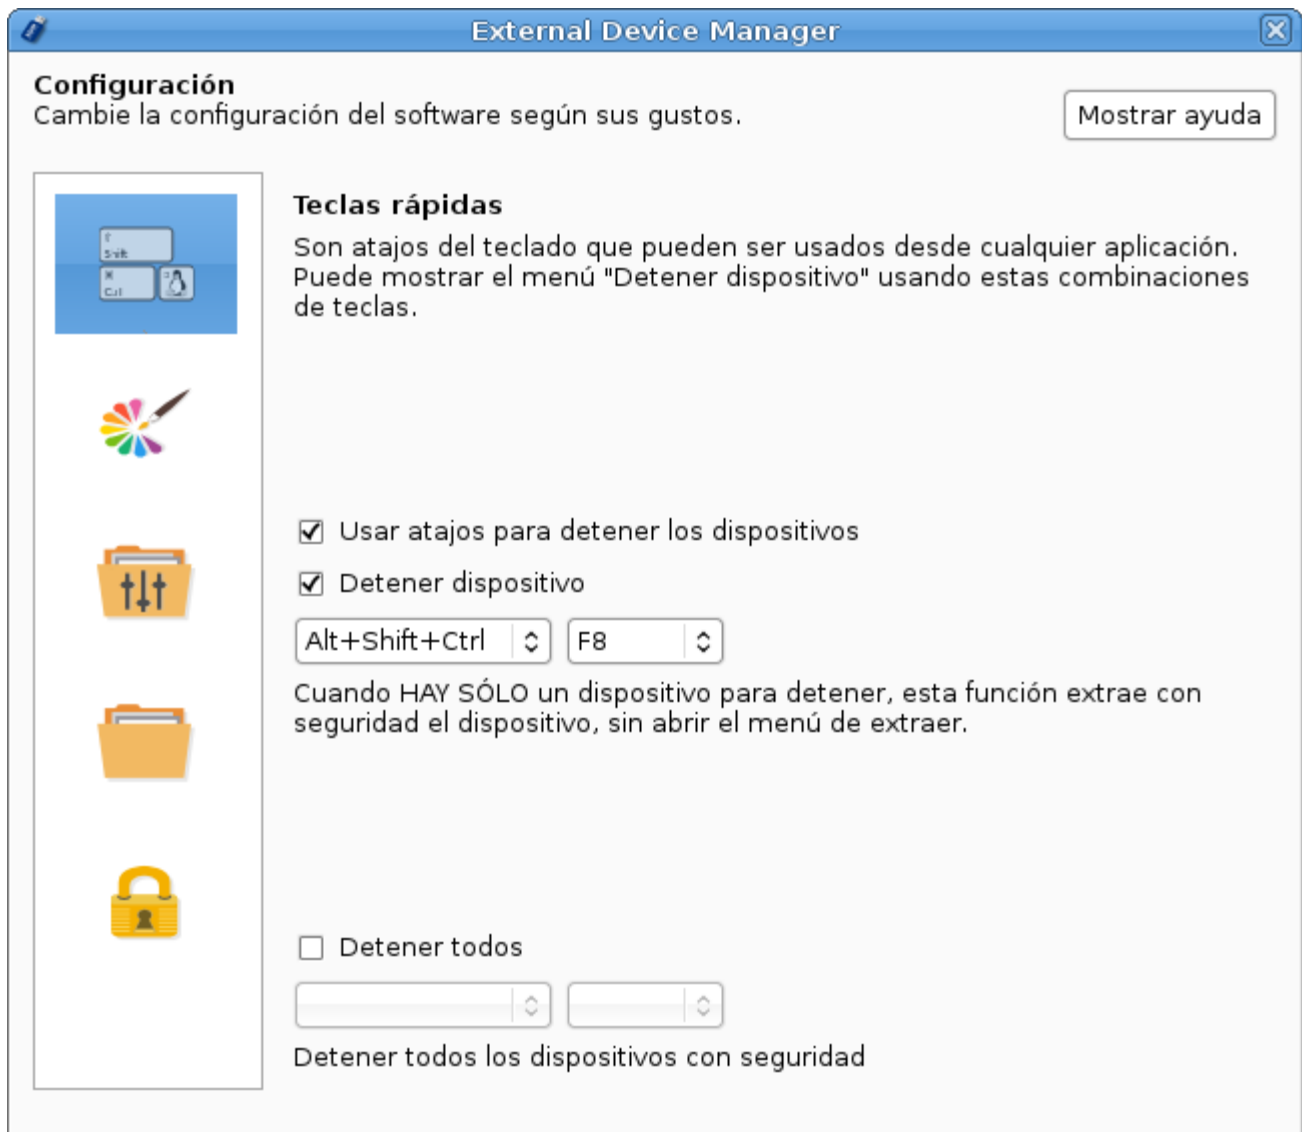 External Device Manager
Configuración
Cambie la configuración del software según sus gustos.
Mostrar ayuda
Shift
Ctrl
Teclas rápidas
Son atajos del teclado que pueden ser usados desde cualquier aplicación.
Puede mostrar el menú "Detener dispositivo" usando estas combinaciones
de teclas.
Usar atajos para detener los dispositivos
Detener dispositivo
Alt+Shift+Ctrl F8
Cuando HAY SÓLO un dispositivo para detener, esta función extrae con
seguridad el dispositivo, sin abrir el menú de extraer.
Detener todos
Detener todos los dispositivos con seguridad